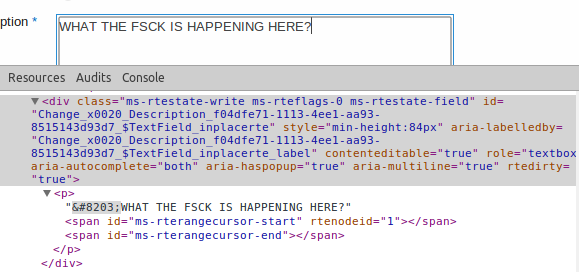 ption *
WHAT THE FSCK IS HAPPENING HERE?
Resources Audits Console
▼<div class="ms-rtestate-write ms-rteflags-0 ms-rtestate-field" id=
"Change_x0020_Description_f04dfe71-1113-4ee1-aa93-
8515143d93d7_$TextField_inplacerte" style="min-height:84px" aria-labelledby=
"Change_x0020_Description_f04dfe71-1113-4ee1-aa93-
8515143d93d7_$TextField_inplacerte_label" contenteditable="true" role="textbox
aria-autocomplete="both" aria-haspopup="true" aria-multiline="true" rtedirty=
"true">
▼<p>
"&#8203;WHAT THE FSCK IS HAPPENING HERE?"
<span id="ms-rterangecursor-start" rtenodeid="1"></span>
<span id="ms-rterangecursor-end"></span>
</p>
</div>